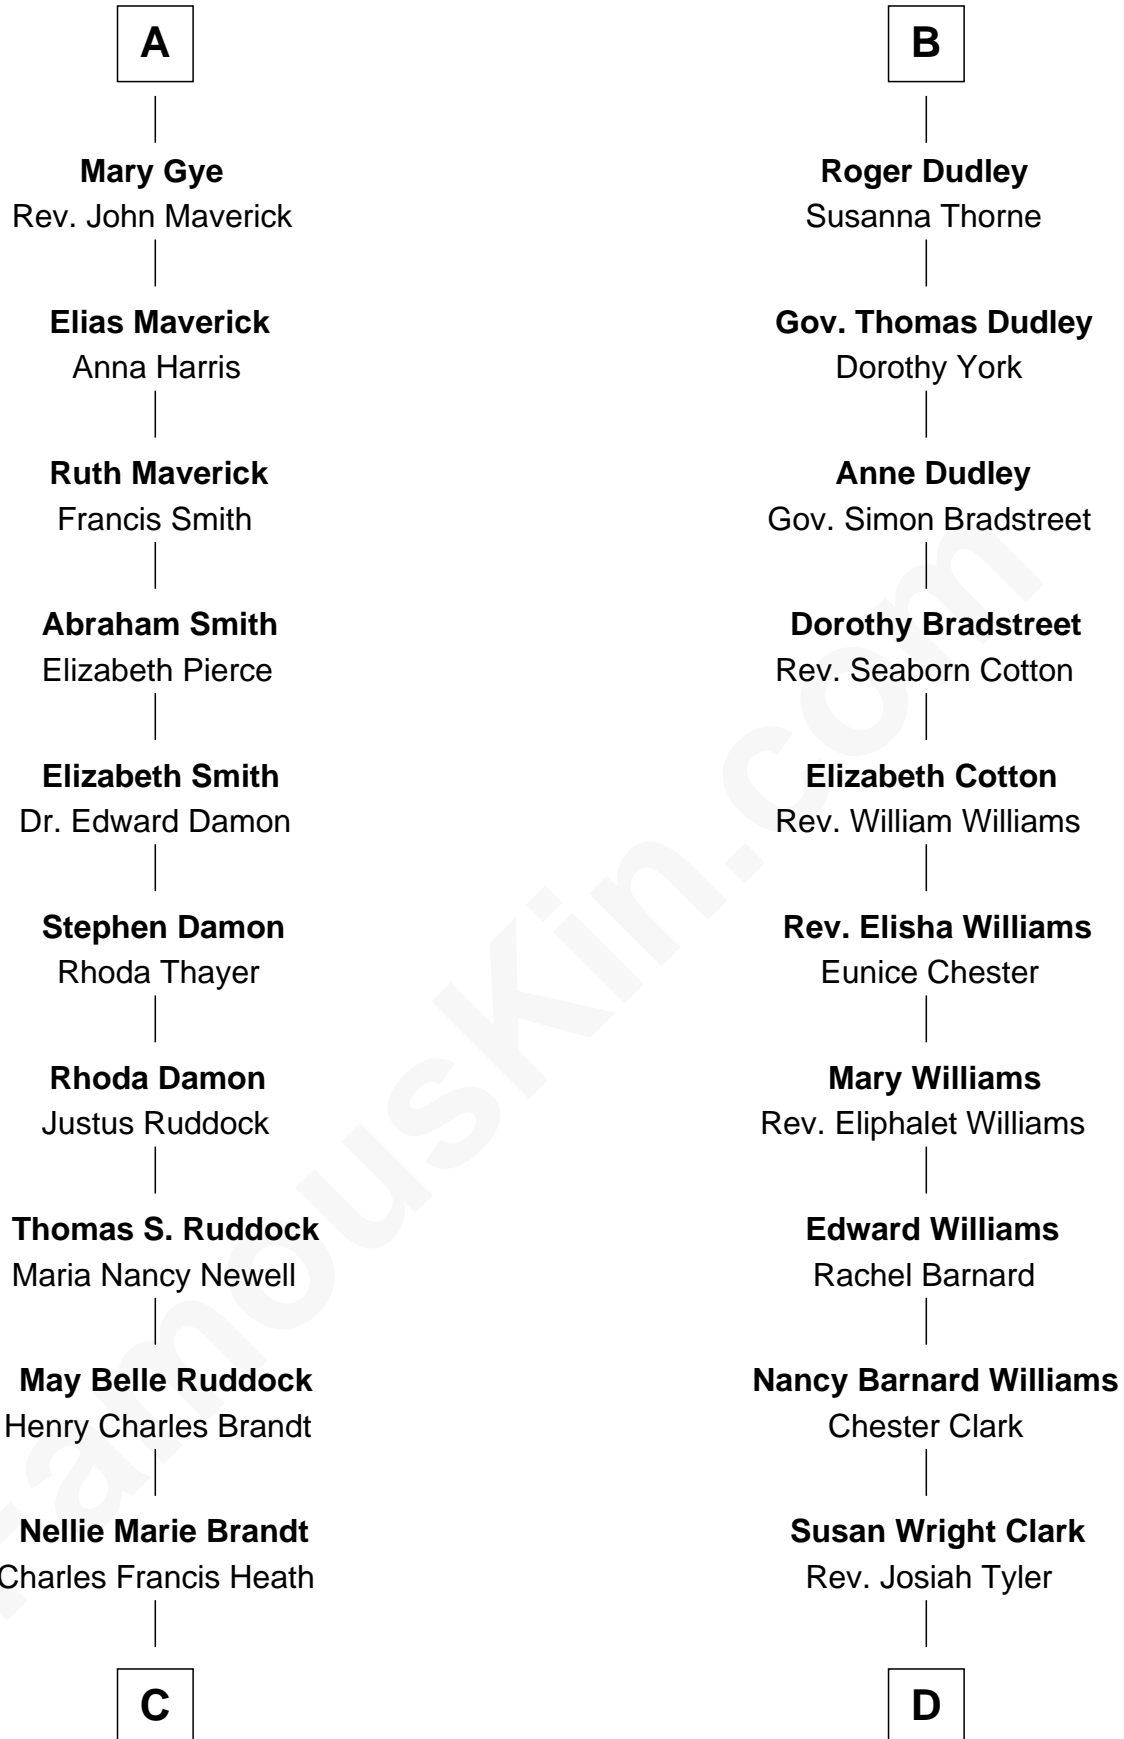 A
Mary Gye
Rev. John Maverick
Elias Maverick
Anna Harris
Ruth Maverick
Francis Smith
Abraham Smith
Elizabeth Pierce
Elizabeth Smith
Dr. Edward Damon
Stephen Damon
Rhoda Thayer
Rhoda Damon
Justus Ruddock
Thomas S. Ruddock
Maria Nancy Newell
May Belle Ruddock
Henry Charles Brandt
Nellie Marie Brandt
Charles Francis Heath
C
B
Roger Dudley
Susanna Thorne
Gov. Thomas Dudley
Dorothy York
Anne Dudley
Gov. Simon Bradstreet
Dorothy Bradstreet
Rev. Seaborn Cotton
Elizabeth Cotton
Rev. William Williams
Rev. Elisha Williams
Eunice Chester
Mary Williams
Rev. Eliphalet Williams
Edward Williams
Rachel Barnard
Nancy Barnard Williams
Chester Clark
Susan Wright Clark
Rev. Josiah Tyler
D
FamousKin.com